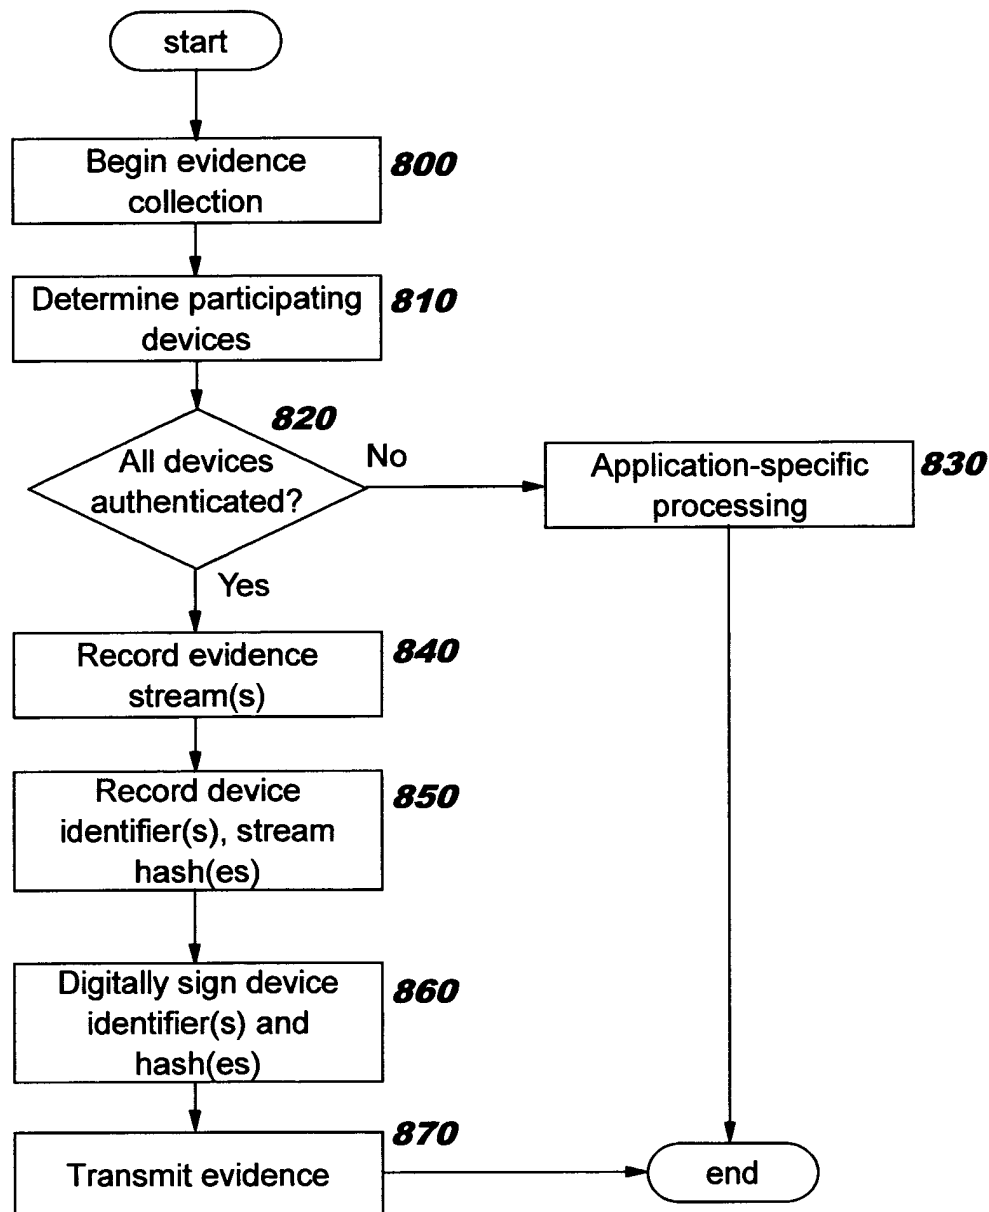 start
Begin evidence
collection
800
Determine participating
devices
810
820
All devices
authenticated?
No
Yes
Application-specific
processing
830
Record evidence
stream(s)
840
Record device
identifier(s), stream
hash(es)
850
Digitally sign device
identifier(s) and
hash(es)
860
870
Transmit evidence
end